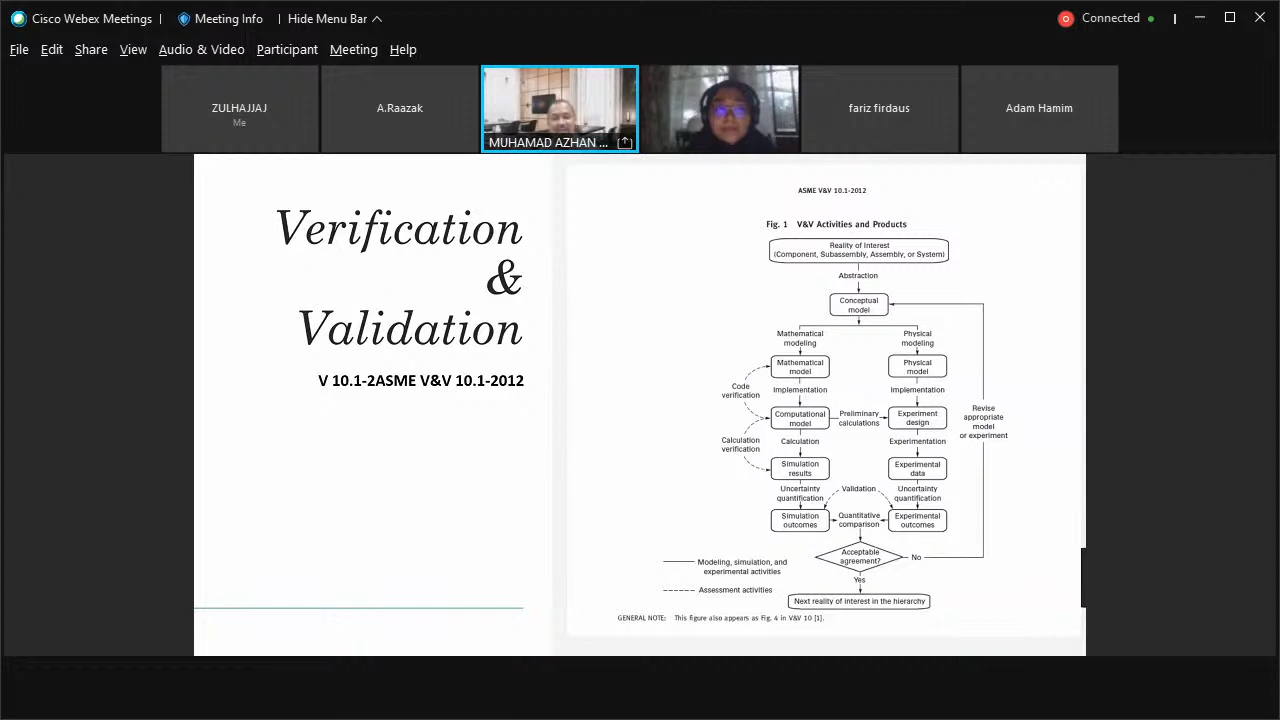 Cisco Webex Meetings | Meeting Info | Hide Menu Bar
Connected
File Edit Share View Audio & Video Participant Meeting Help
ZULHAJJAJ
Me
A.Raazak
MUHAMAD AZHAN ...
fariz firdaus
Adam Hamim
Verification
&
Validation
V 10.1-2ASME V&V 10.1-2012
ASME V&V 10.1-2012
Fig. 1 V&V Activities and Products
Reality of Interest
(Component, Subassembly, Assembly, or System)
Abstraction
Conceptual
model
Mathematical
modeling
Physical
modeling
Mathematical
model
Physical
model
Code
verification
Implementation
Implementation
Computational
model
Preliminary
calculations
Experiment
design
Revise
appropriate
model
or experiment
Calculation
verification
Calculation
Experimentation
Simulation
results
Experimental
data
Uncertainty
quantification
Validation
Uncertainty
quantification
Simulation
outcomes
Quantitative
comparison
Experimental
outcomes
Acceptable
agreement?
No
Modeling, simulation, and
experimental activities
Yes
Assessment activities
Next reality of interest in the hierarchy
GENERAL NOTE: This figure also appears as Fig. 4 in V&V 10 [1].